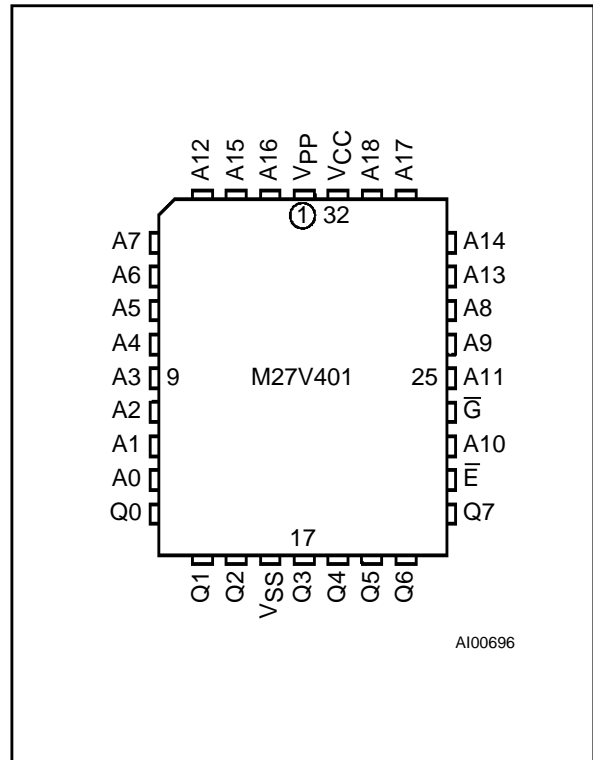 A12 A15 A16 VPP VCC A18 A17
1 32
A7 A14
A6 A13
A5 A8
A4 A9
A3 9 M27V401 25 A11
A2 G̅
A1 A10
A0 E̅
Q0 Q7
17
Q1 Q2 VSS Q3 Q4 Q5 Q6
AI00696